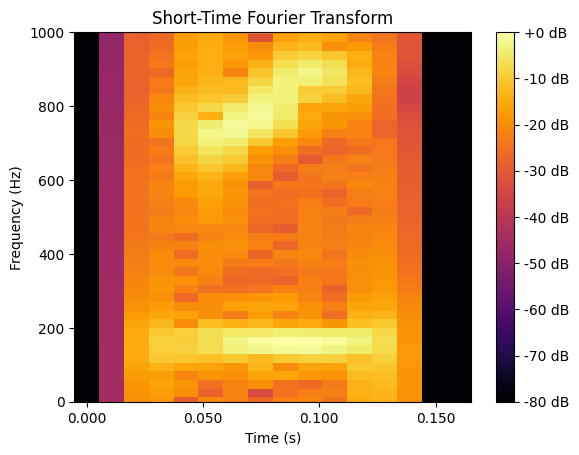 Short-Time Fourier Transform
Frequency (Hz)
1000
800
600
400
200
0
0.000
0.050
0.100
0.150
Time (s)
+0 dB
-10 dB
-20 dB
-30 dB
-40 dB
-50 dB
-60 dB
-70 dB
-80 dB